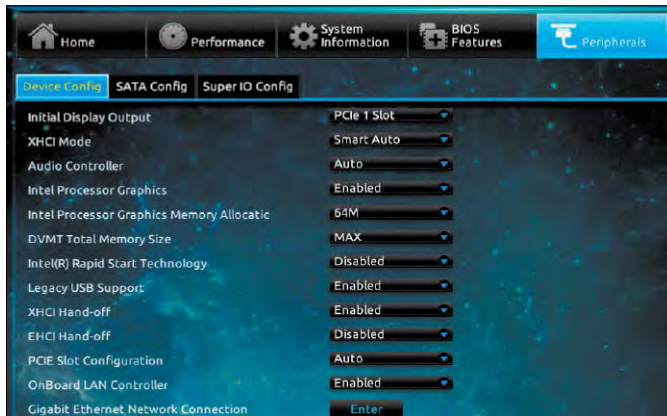 Home
Performance
System Information
BIOS Features
Peripherals
Device Config
SATA Config
Super IO Config
Initial Display Output PCIe 1 Slot
XHCI Mode Smart Auto
Audio Controller Auto
Intel Processor Graphics Enabled
Intel Processor Graphics Memory Allocatic 64M
DVMT Total Memory Size MAX
Intel(R) Rapid Start Technology Disabled
Legacy USB Support Enabled
XHCI Hand-off Enabled
EHCI Hand-off Disabled
PCIE Slot Configuration Auto
OnBoard LAN Controller Enabled
Gigabit Ethernet Network Connection Enter